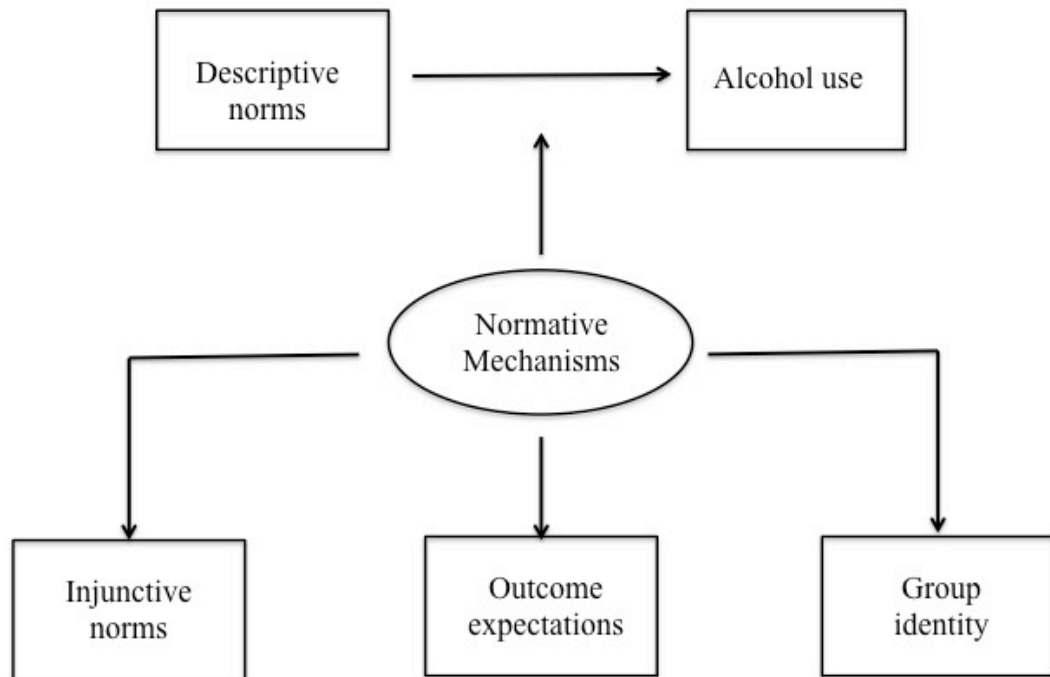 Descriptive
norms
Alcohol use
Normative
Mechanisms
Injunctive
norms
Outcome
expectations
Group
identity